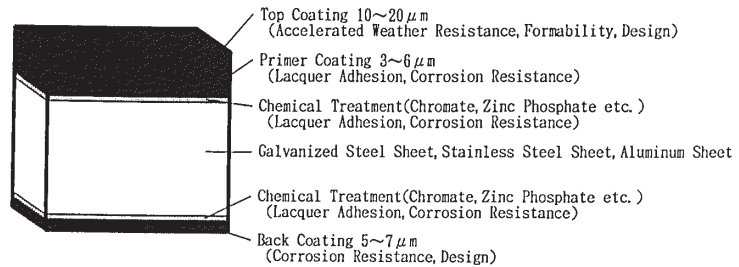 Top Coating 10～20μm
(Accelerated Weather Resistance, Formability, Design)
Primer Coating 3～6μm
(Lacquer Adhesion, Corrosion Resistance)
Chemical Treatment(Chromate, Zinc Phosphate etc.)
(Lacquer Adhesion, Corrosion Resistance)
Galvanized Steel Sheet, Stainless Steel Sheet, Aluminum Sheet
Chemical Treatment(Chromate, Zinc Phosphate etc.)
(Lacquer Adhesion, Corrosion Resistance)
Back Coating 5～7μm
(Corrosion Resistance, Design)